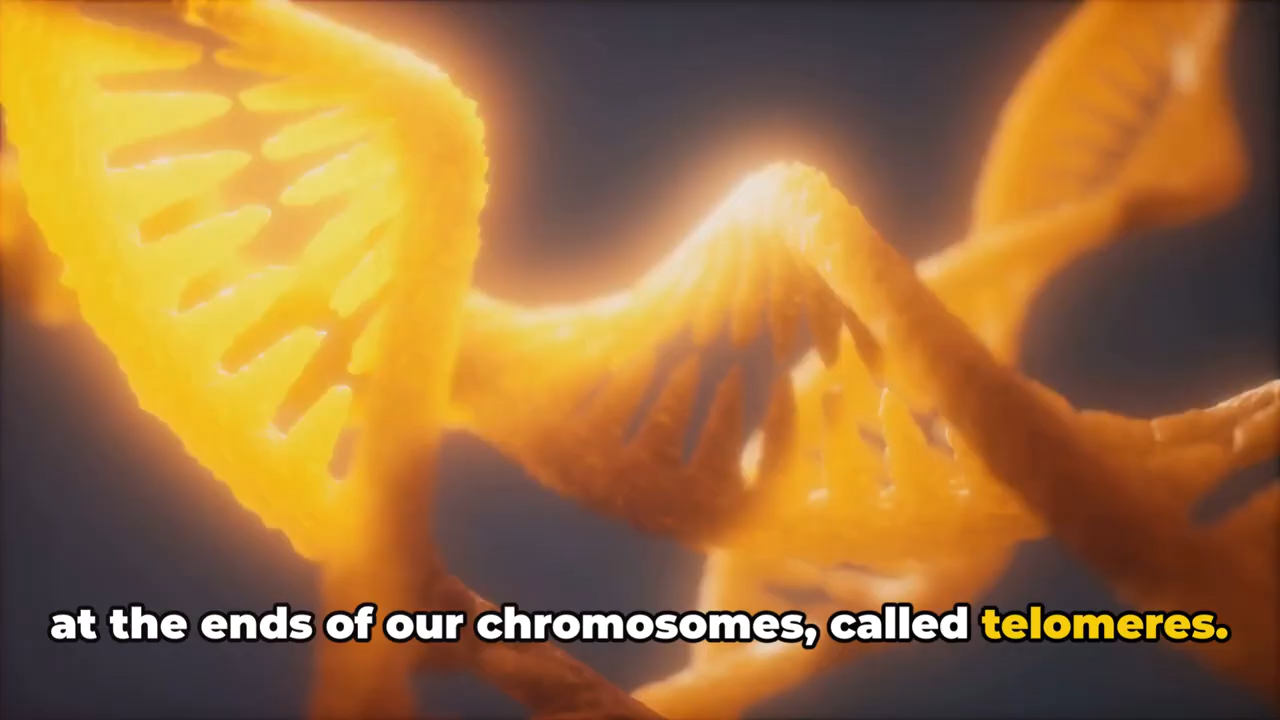 at the ends of our chromosomes, called telomeres.